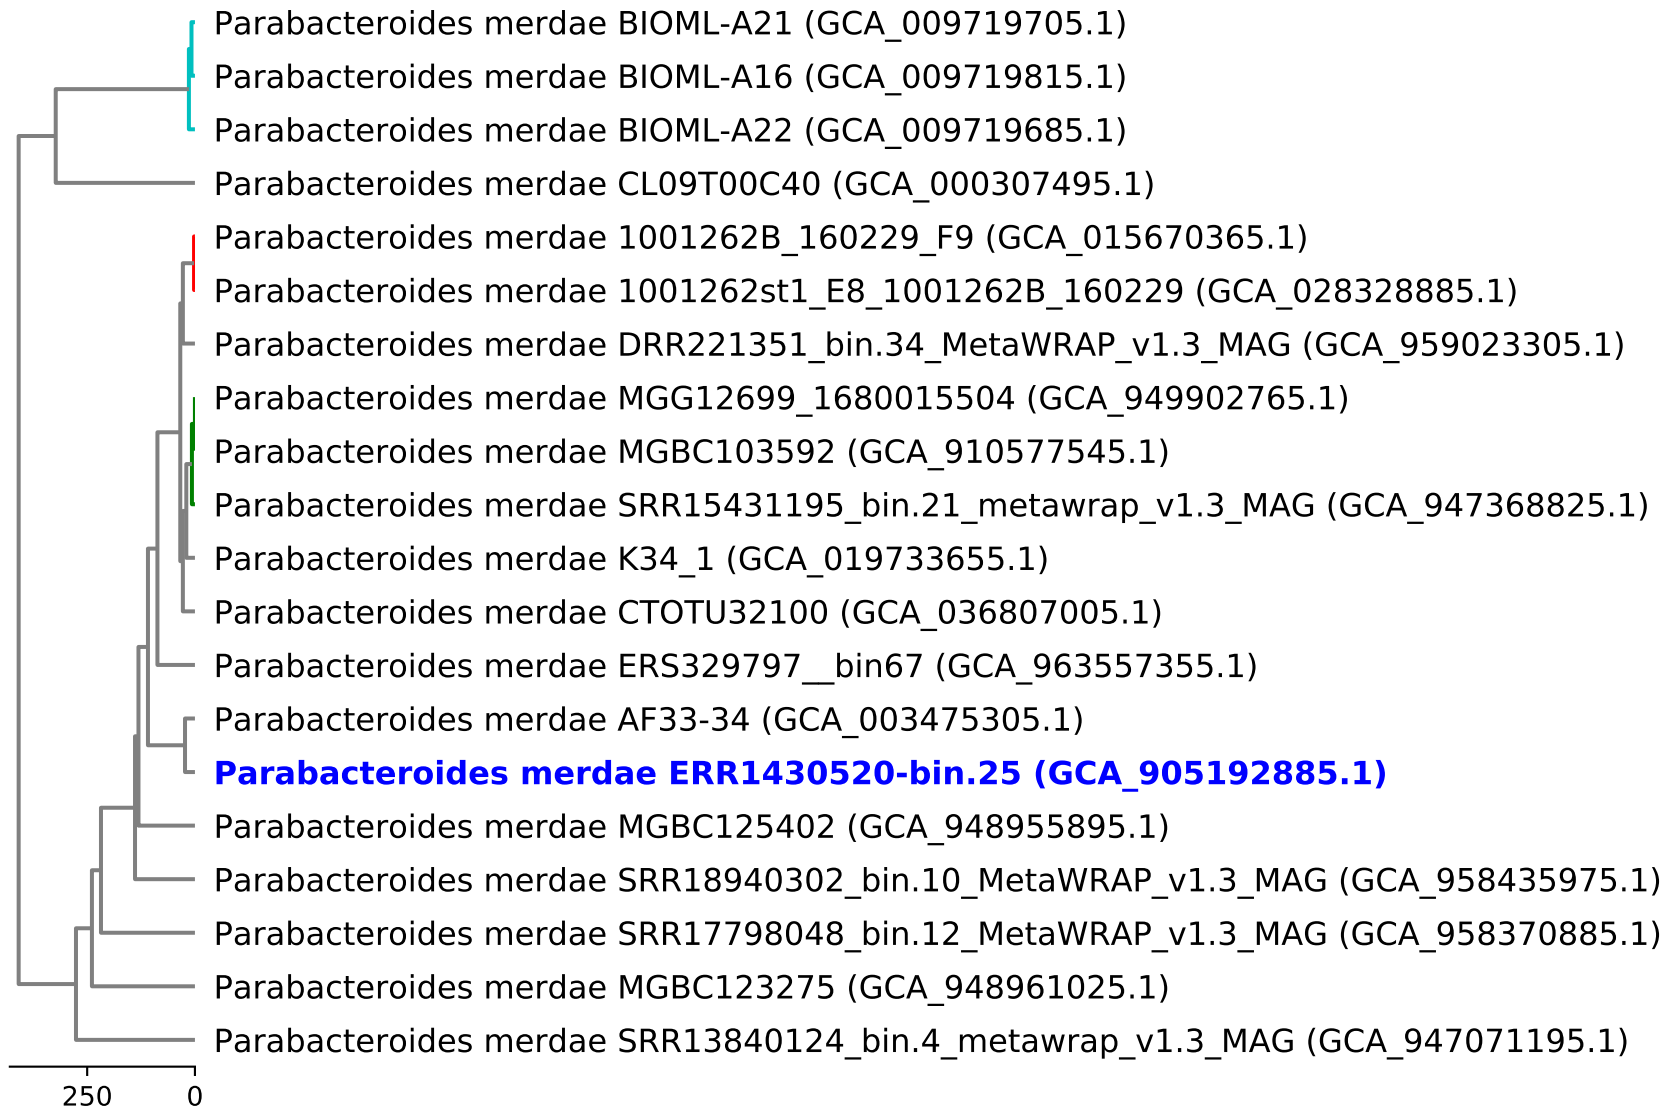 Parabacteroides merdae BIOML-A21 (GCA_009719705.1)
Parabacteroides merdae BIOML-A16 (GCA_009719815.1)
Parabacteroides merdae BIOML-A22 (GCA_009719685.1)
Parabacteroides merdae CL09T00C40 (GCA_000307495.1)
Parabacteroides merdae 1001262B_160229_F9 (GCA_015670365.1)
Parabacteroides merdae 1001262st1_E8_1001262B_160229 (GCA_028328885.1)
Parabacteroides merdae DRR221351_bin.34_MetaWRAP_v1.3_MAG (GCA_959023305.1)
Parabacteroides merdae MGG12699_1680015504 (GCA_949902765.1)
Parabacteroides merdae MGBC103592 (GCA_910577545.1)
Parabacteroides merdae SRR15431195_bin.21_metawrap_v1.3_MAG (GCA_947368825.1)
Parabacteroides merdae K34_1 (GCA_019733655.1)
Parabacteroides merdae CTOTU32100 (GCA_036807005.1)
Parabacteroides merdae ERS329797__bin67 (GCA_963557355.1)
Parabacteroides merdae AF33-34 (GCA_003475305.1)
Parabacteroides merdae ERR1430520-bin.25 (GCA_905192885.1)
Parabacteroides merdae MGBC125402 (GCA_948955895.1)
Parabacteroides merdae SRR18940302_bin.10_MetaWRAP_v1.3_MAG (GCA_958435975.1)
Parabacteroides merdae SRR17798048_bin.12_MetaWRAP_v1.3_MAG (GCA_958370885.1)
Parabacteroides merdae MGBC123275 (GCA_948961025.1)
Parabacteroides merdae SRR13840124_bin.4_metawrap_v1.3_MAG (GCA_947071195.1)
250 0